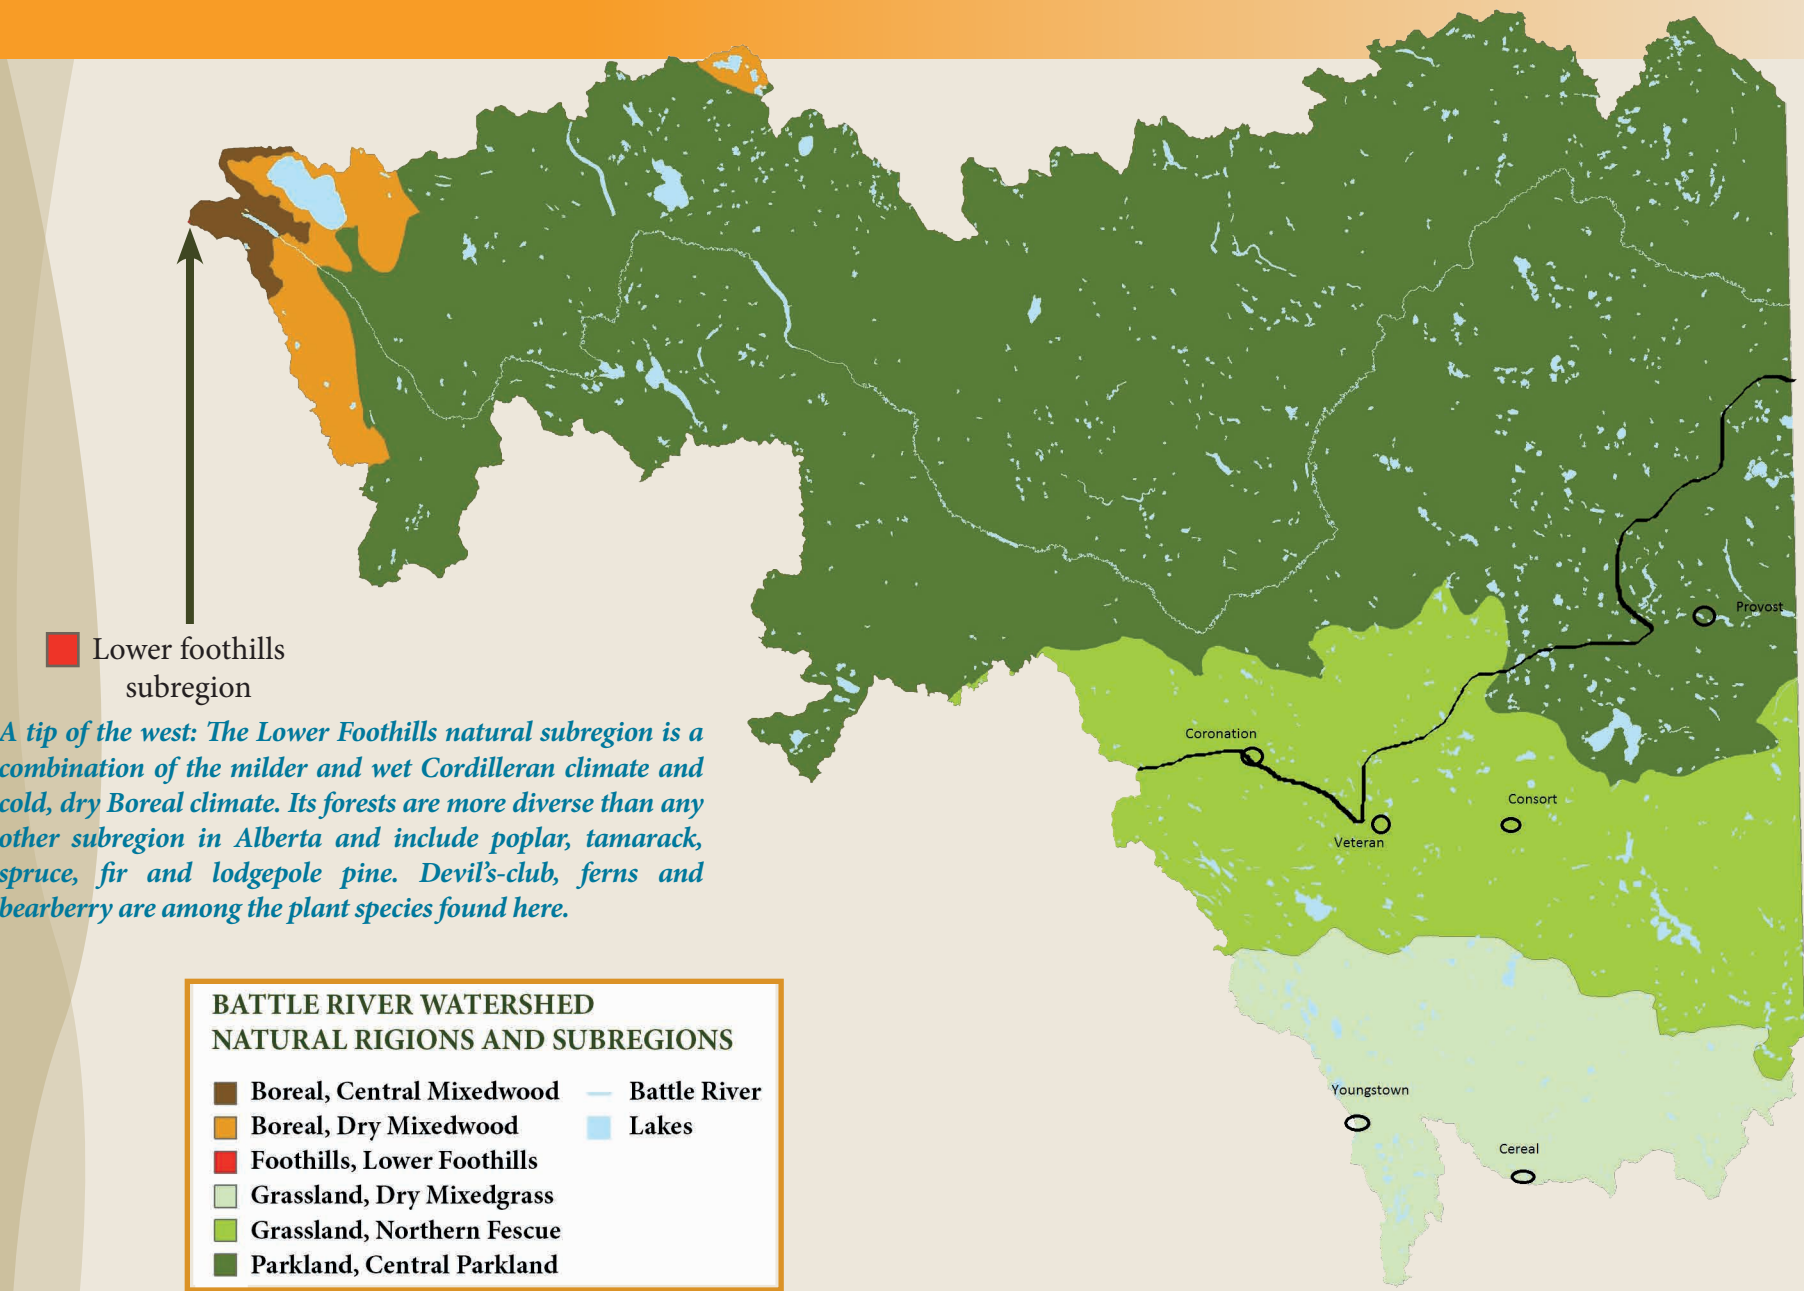 Provost
Lower foothills
subregion
A tip of the west: The Lower Foothills natural subregion is a
combination of the milder and wet Cordilleran climate and
cold, dry Boreal climate. Its forests are more diverse than any
other subregion in Alberta and include poplar, tamarack,
spruce, fir and lodgepole pine. Devil's-club, ferns and
bearberry are among the plant species found here.
Coronation
Consort
Veteran
Youngstown
Cereal
BATTLE RIVER WATERSHED
NATURAL RIGIONS AND SUBREGIONS
Boreal, Central Mixedwood
Boreal, Dry Mixedwood
Foothills, Lower Foothills
Grassland, Dry Mixedgrass
Grassland, Northern Fescue
Parkland, Central Parkland
Battle River
Lakes